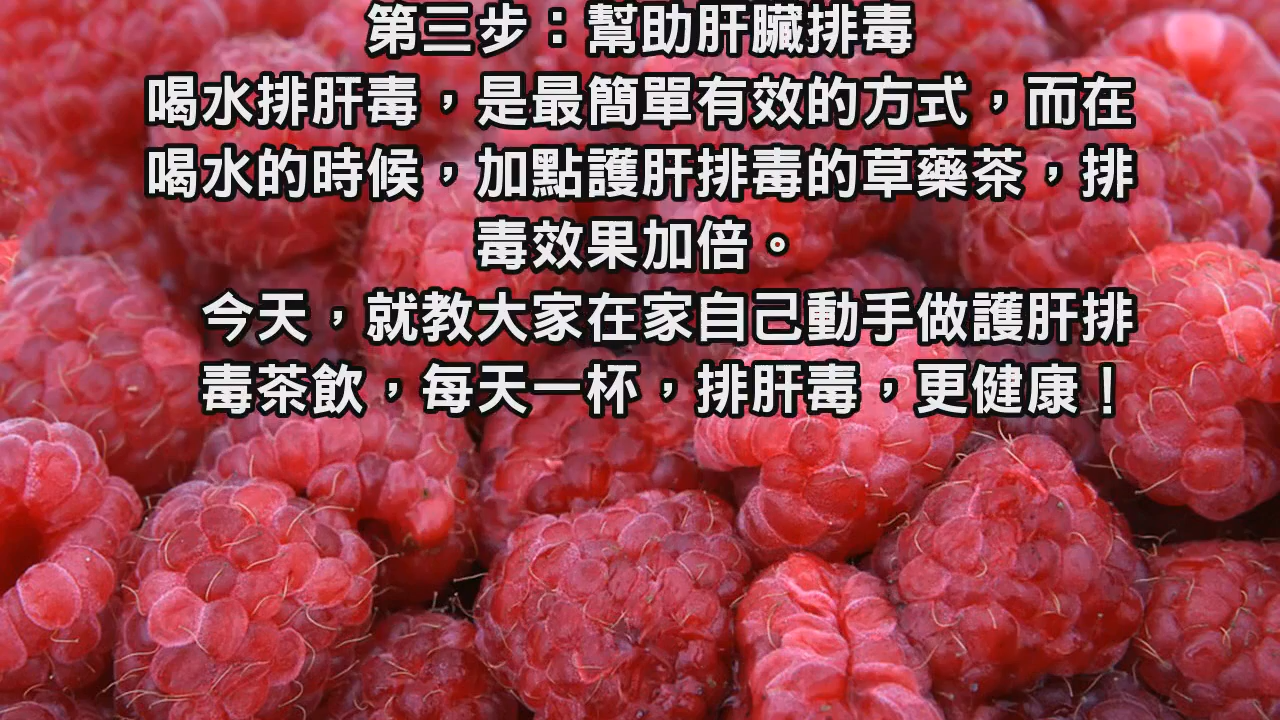 第三步：幫助肝臟排毒
喝水排肝毒，是最簡單有效的方式，而在
喝水的時候，加點護肝排毒的草藥茶，排
毒效果加倍。
今天，就教大家在家自己動手做護肝排
毒茶飲，每天一杯，排肝毒，更健康！